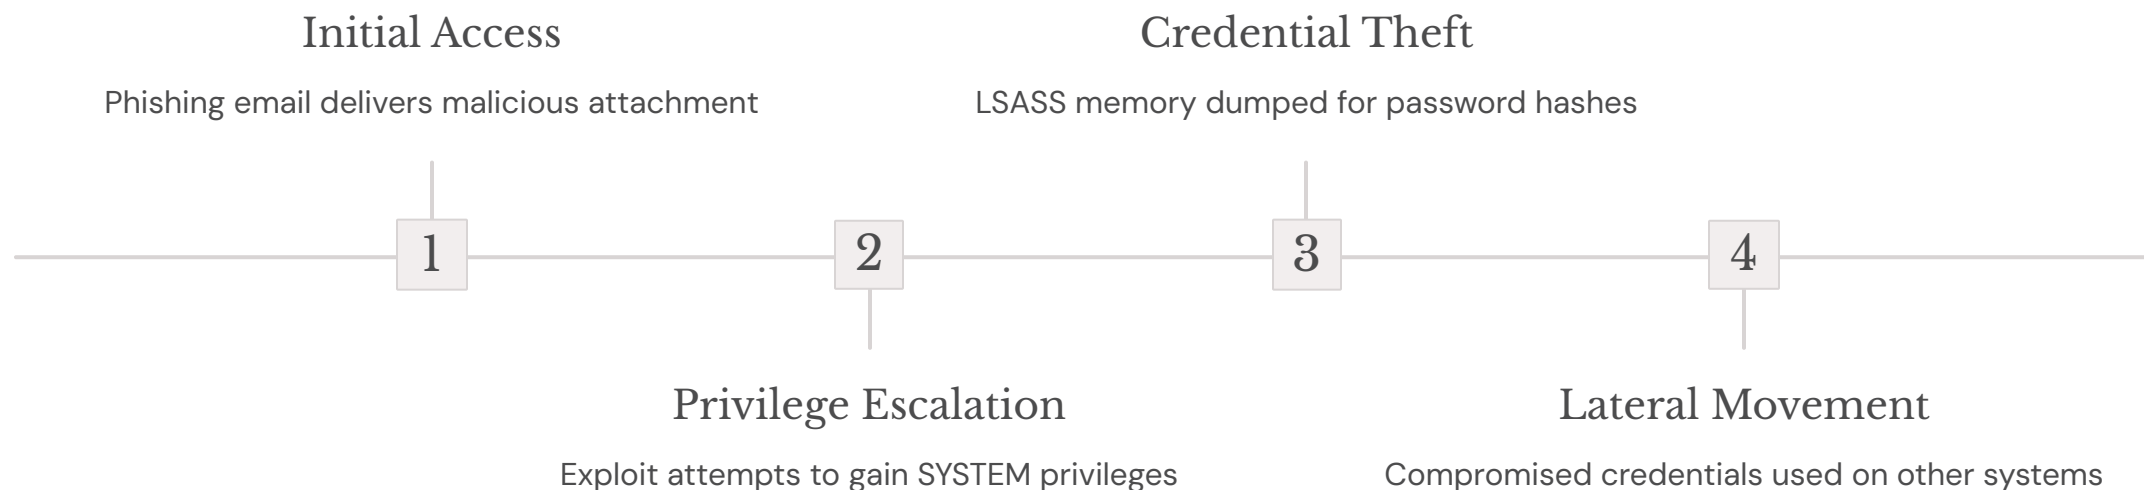 Initial Access
Phishing email delivers malicious attachment
Credential Theft
LSASS memory dumped for password hashes
1
2
3
4
Privilege Escalation
Exploit attempts to gain SYSTEM privileges
Lateral Movement
Compromised credentials used on other systems